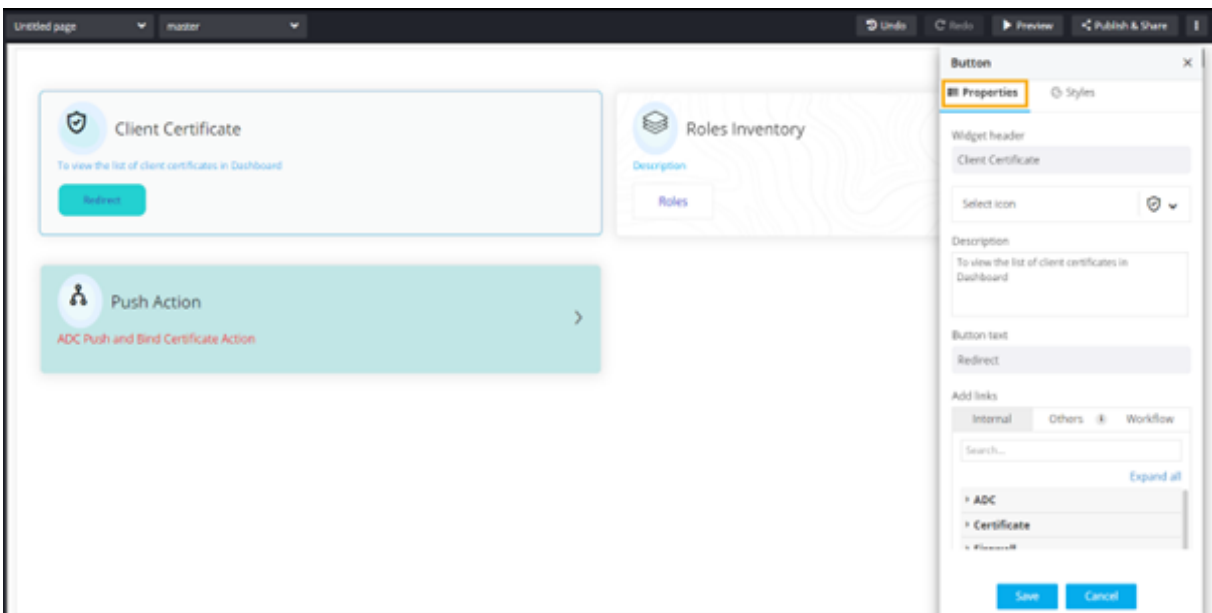 Untitled page
master
Undo
Redo
Preview
Publish & Share
Client Certificate
To view the list of client certificates in Dashboard
Redirect
Roles Inventory
Description
Roles
Push Action
ADC Push and Bind Certificate Action
Button
Properties
Styles
Widget header
Client Certificate
Select icon
Description
To view the list of client certificates in
Dashboard
Button text
Redirect
Add links
Internal
Others
Workflow
Search...
Expand all
ADC
Certificate
Firewall
Save
Cancel